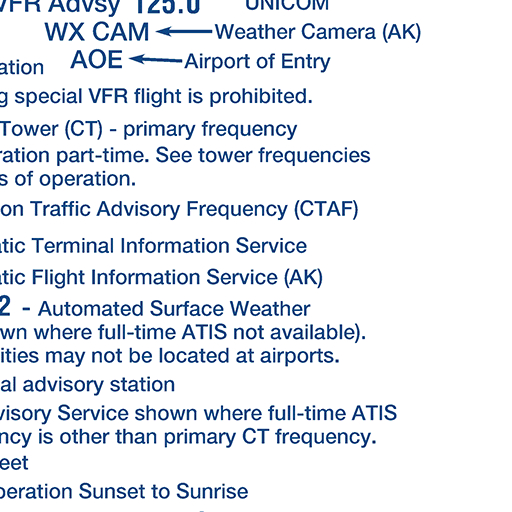 VFR Advsy 125.0 UNICOM
WX CAM Weather Camera (AK)
AOE Airport of Entry
ation
g special VFR flight is prohibited.
Tower (CT) - primary frequency
ration part-time. See tower frequencies
s of operation.
on Traffic Advisory Frequency (CTAF)
atic Terminal Information Service
atic Flight Information Service (AK)
2 - Automated Surface Weather
wn where full-time ATIS not available).
ities may not be located at airports.
al advisory station
visory Service shown where full-time ATIS
ncy is other than primary CT frequency.
eet
peration Sunset to Sunrise